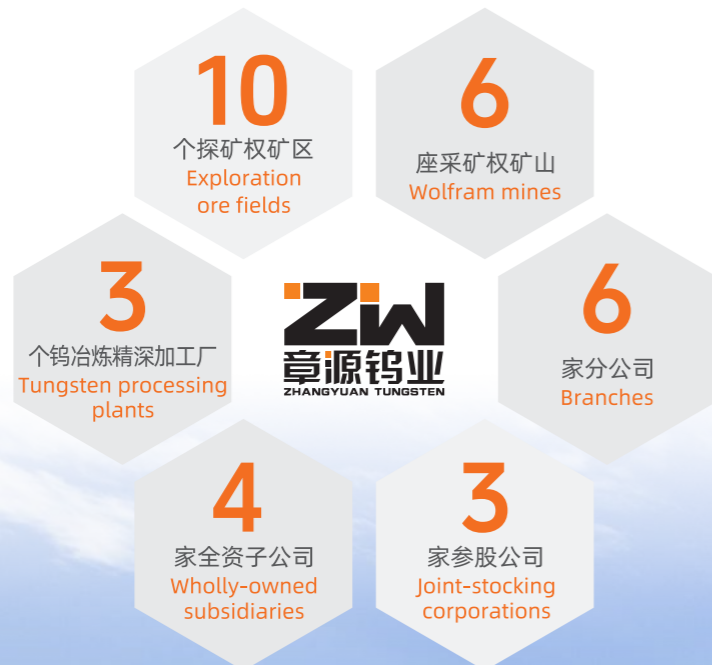 10
个探矿权矿区
Exploration
ore fields
6
座采矿权矿山
Wolfram mines
3
个钨冶炼精深加工厂
Tungsten processing
plants
ZW
章源钨业
ZHANGYUAN TUNGSTEN
6
家分公司
Branches
4
家全资子公司
Wholly-owned
subsidiaries
3
家参股公司
Joint-stocking
corporations